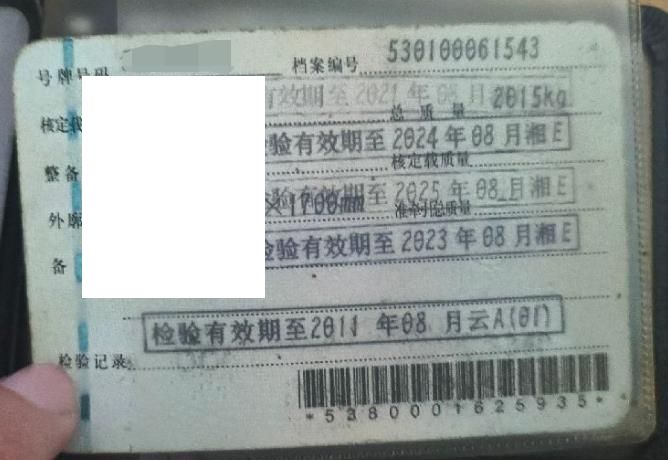 号牌号码 档案编号 530100061543
有效期至2021年08月
总质量 2015kg
核定载
验有效期至2024年08月湘E
整备 核定载质量
验有效期至2025年08月湘E
外廓 ×1700mm 准牵引总质量
验有效期至2023年08月湘E
备
检验有效期至2011年08月云A(01)
检验记录
*5380001625935*